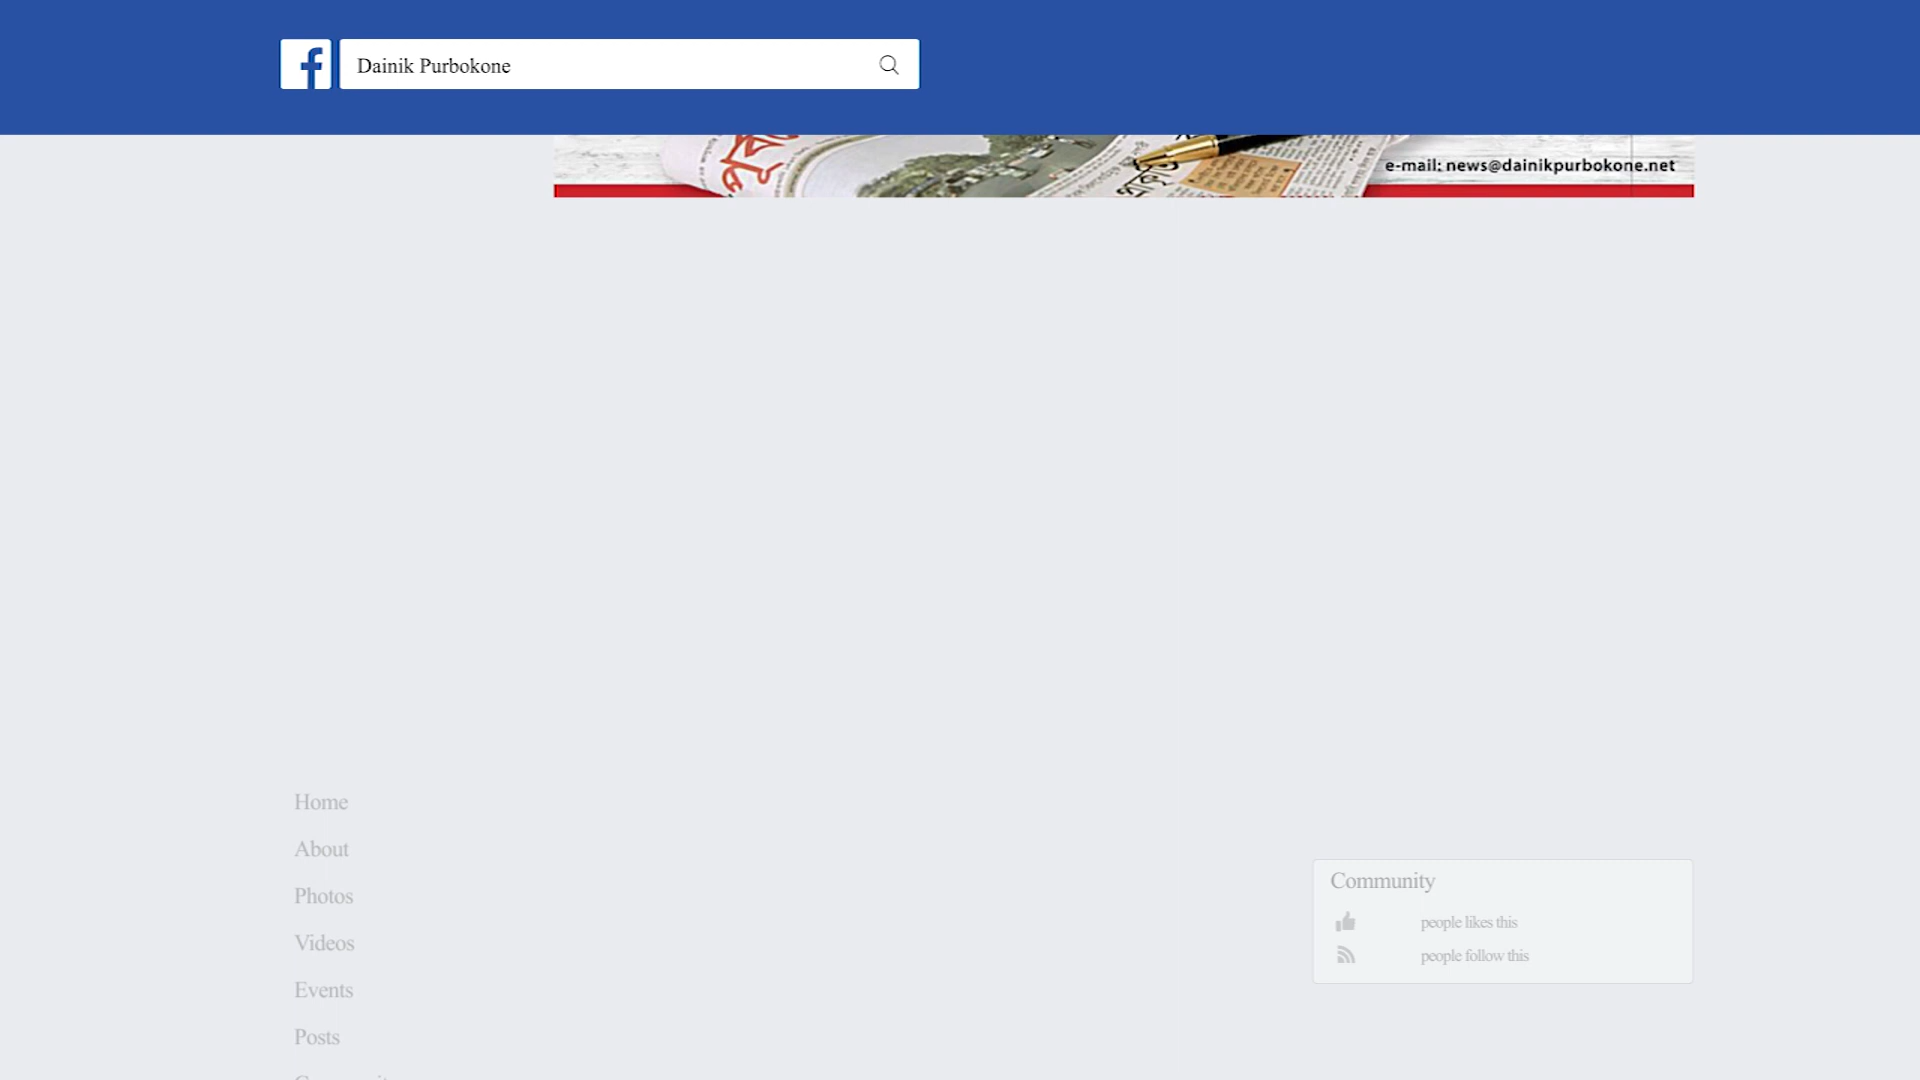 Dainik Purbokone
e-mail: news@dainikpurbokone.net
Home
About
Photos
Videos
Events
Posts
Community
people likes this
people follow this